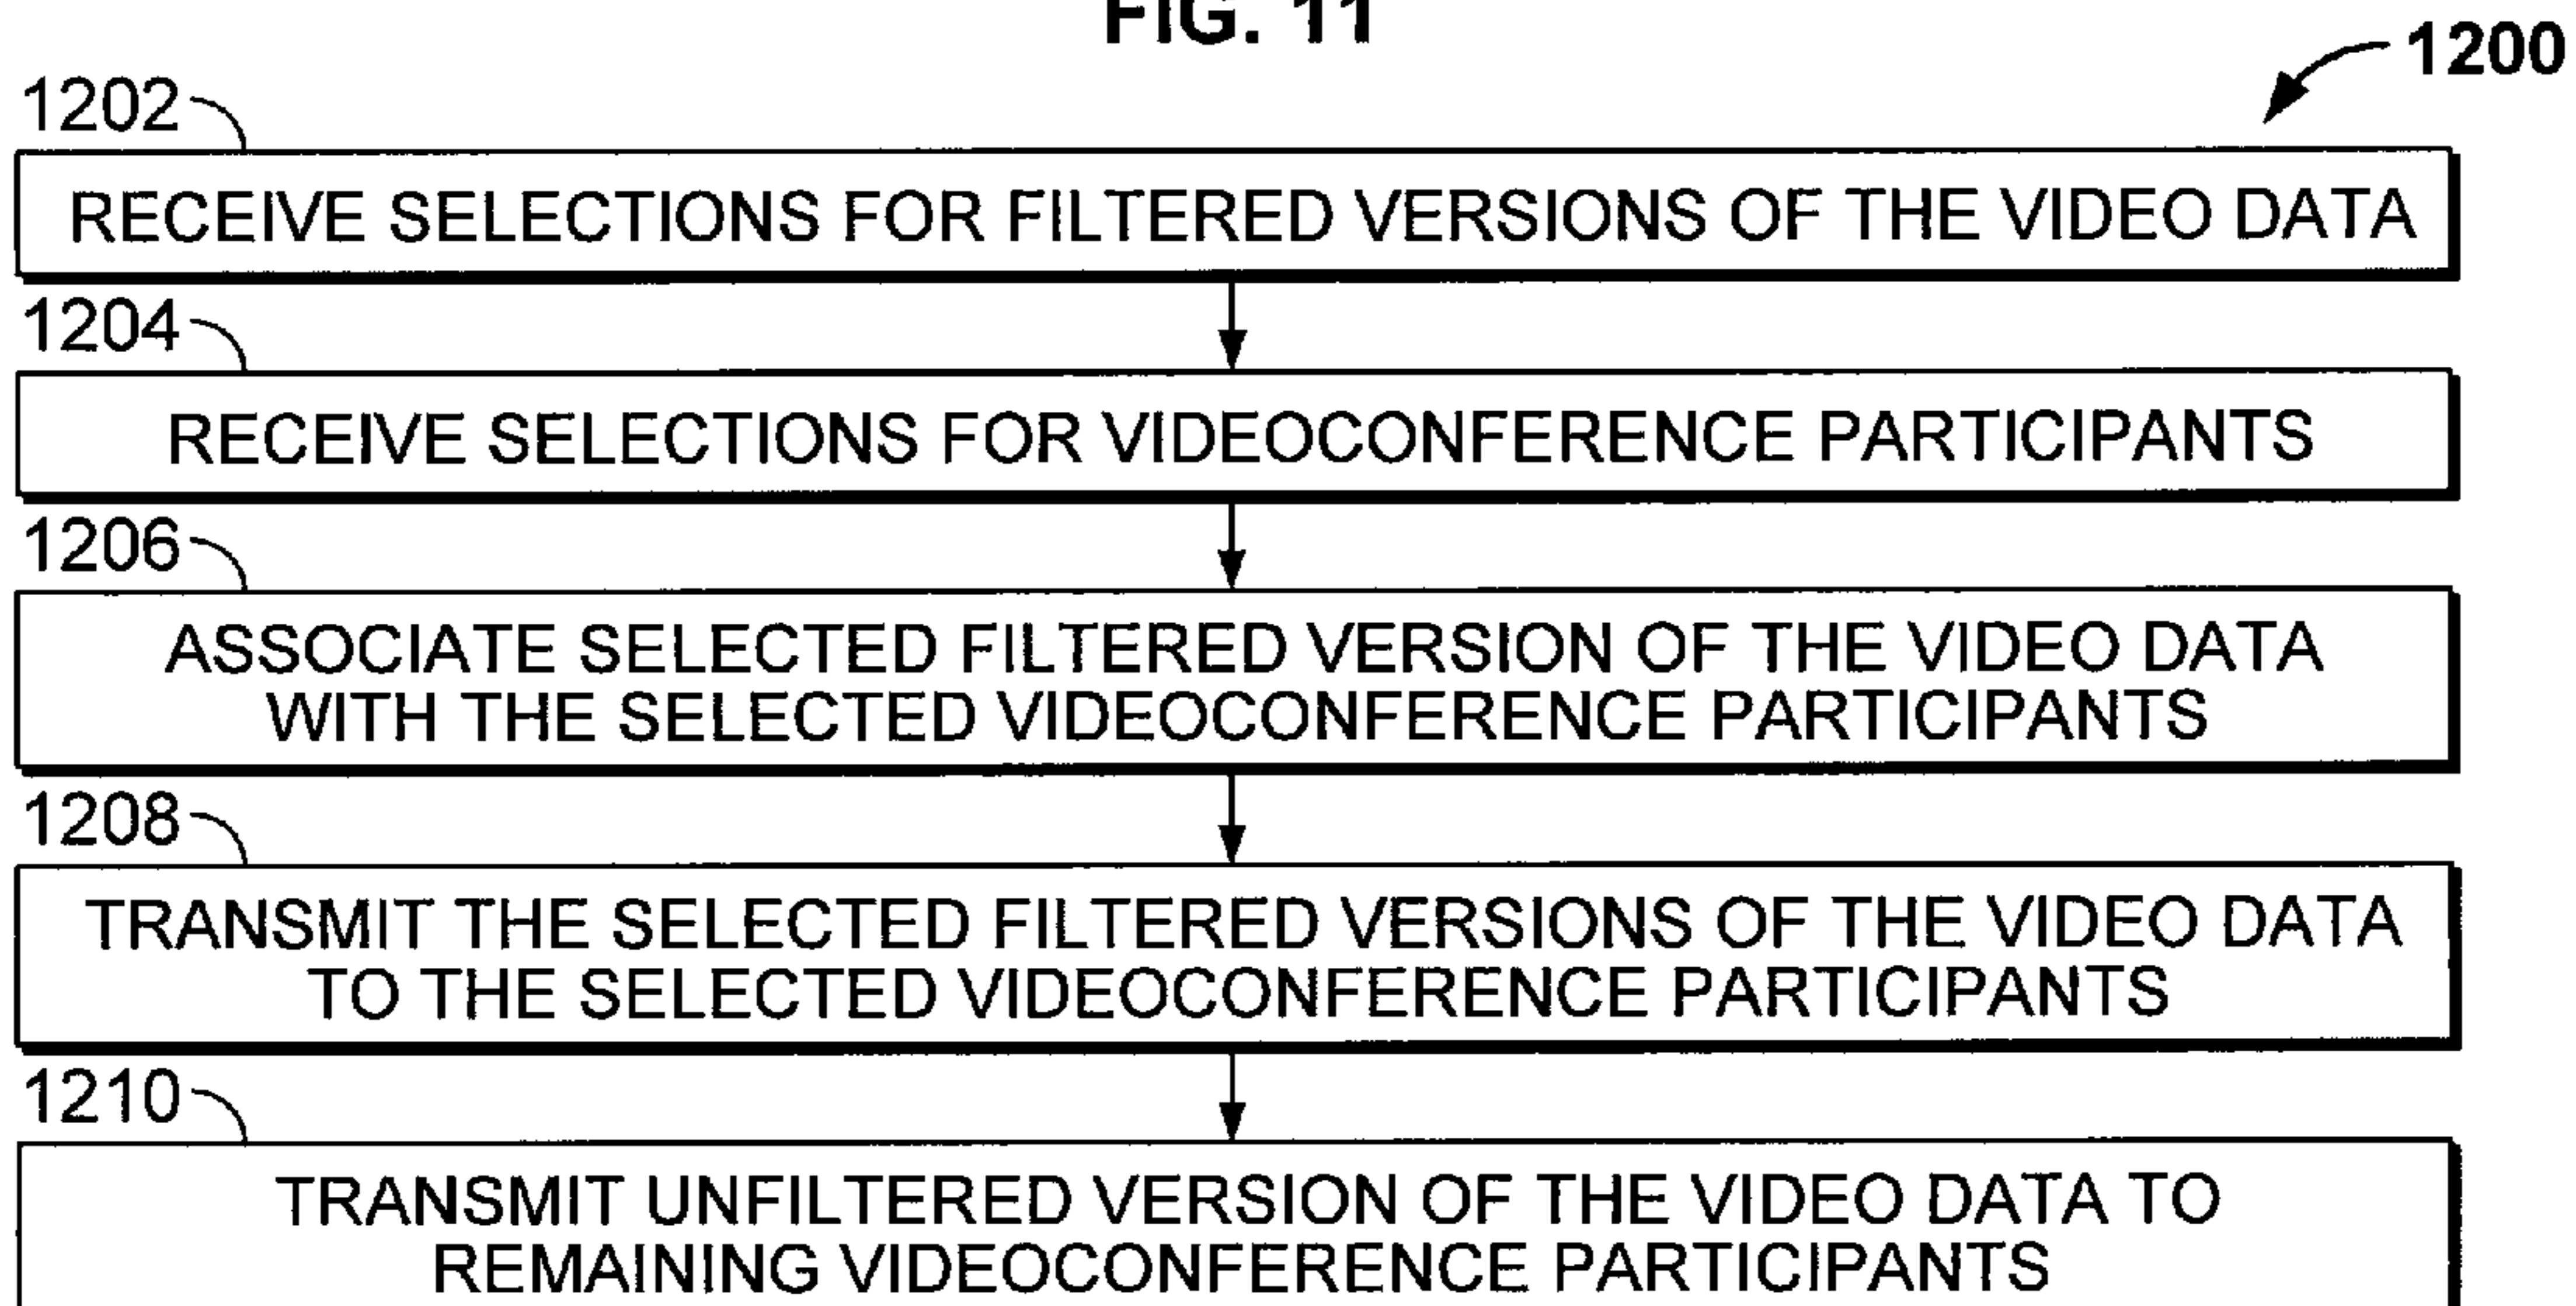 FIG. 11
1200
1202
RECEIVE SELECTIONS FOR FILTERED VERSIONS OF THE VIDEO DATA
1204
RECEIVE SELECTIONS FOR VIDEOCONFERENCE PARTICIPANTS
1206
ASSOCIATE SELECTED FILTERED VERSION OF THE VIDEO DATA
WITH THE SELECTED VIDEOCONFERENCE PARTICIPANTS
1208
TRANSMIT THE SELECTED FILTERED VERSIONS OF THE VIDEO DATA
TO THE SELECTED VIDEOCONFERENCE PARTICIPANTS
1210
TRANSMIT UNFILTERED VERSION OF THE VIDEO DATA TO
REMAINING VIDEOCONFERENCE PARTICIPANTS